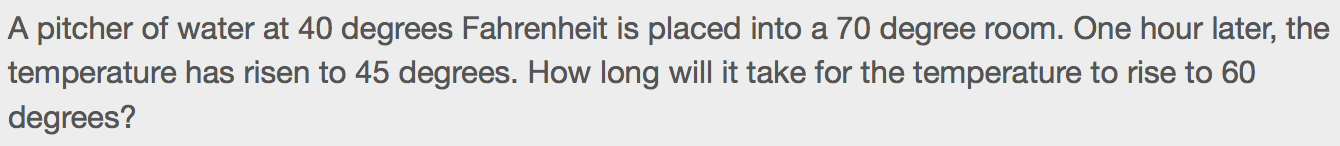 A pitcher of water at 40 degrees Fahrenheit is placed into a 70 degree room. One hour later, the
temperature has risen to 45 degrees. How long will it take for the temperature to rise to 60
degrees?